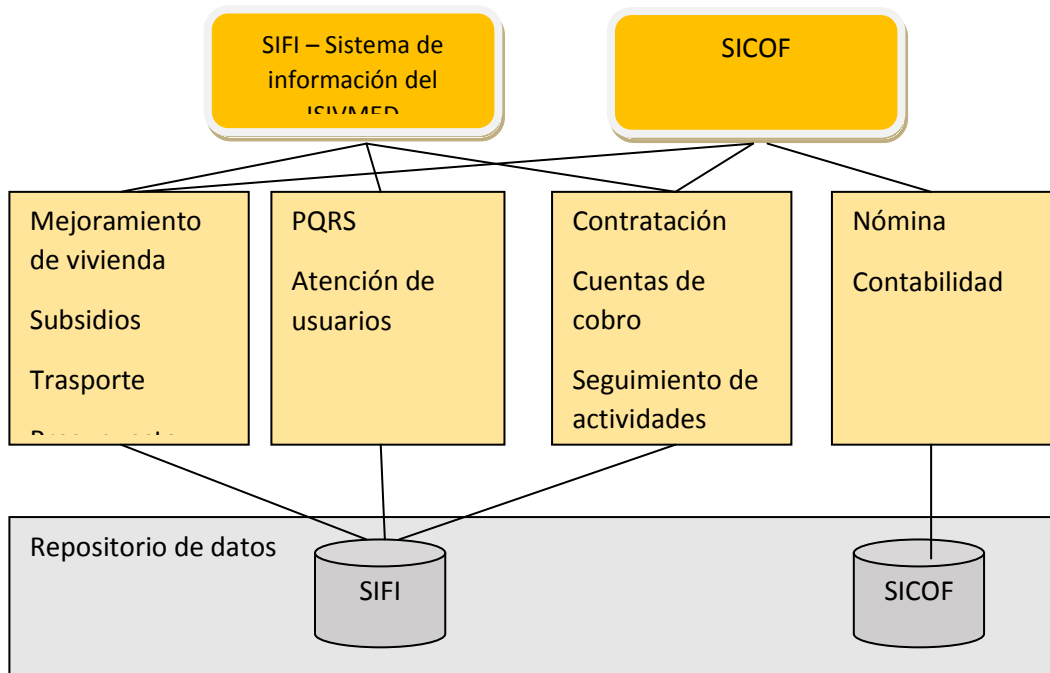 SIFI – Sistema de
información del
SICOF
Mejoramiento
de vivienda
Subsidios
Trasporte
PQRS
Atención de
usuarios
Contratación
Cuentas de
cobro
Seguimiento de
actividades
Nómina
Contabilidad
Repositorio de datos
SIFI
SICOF